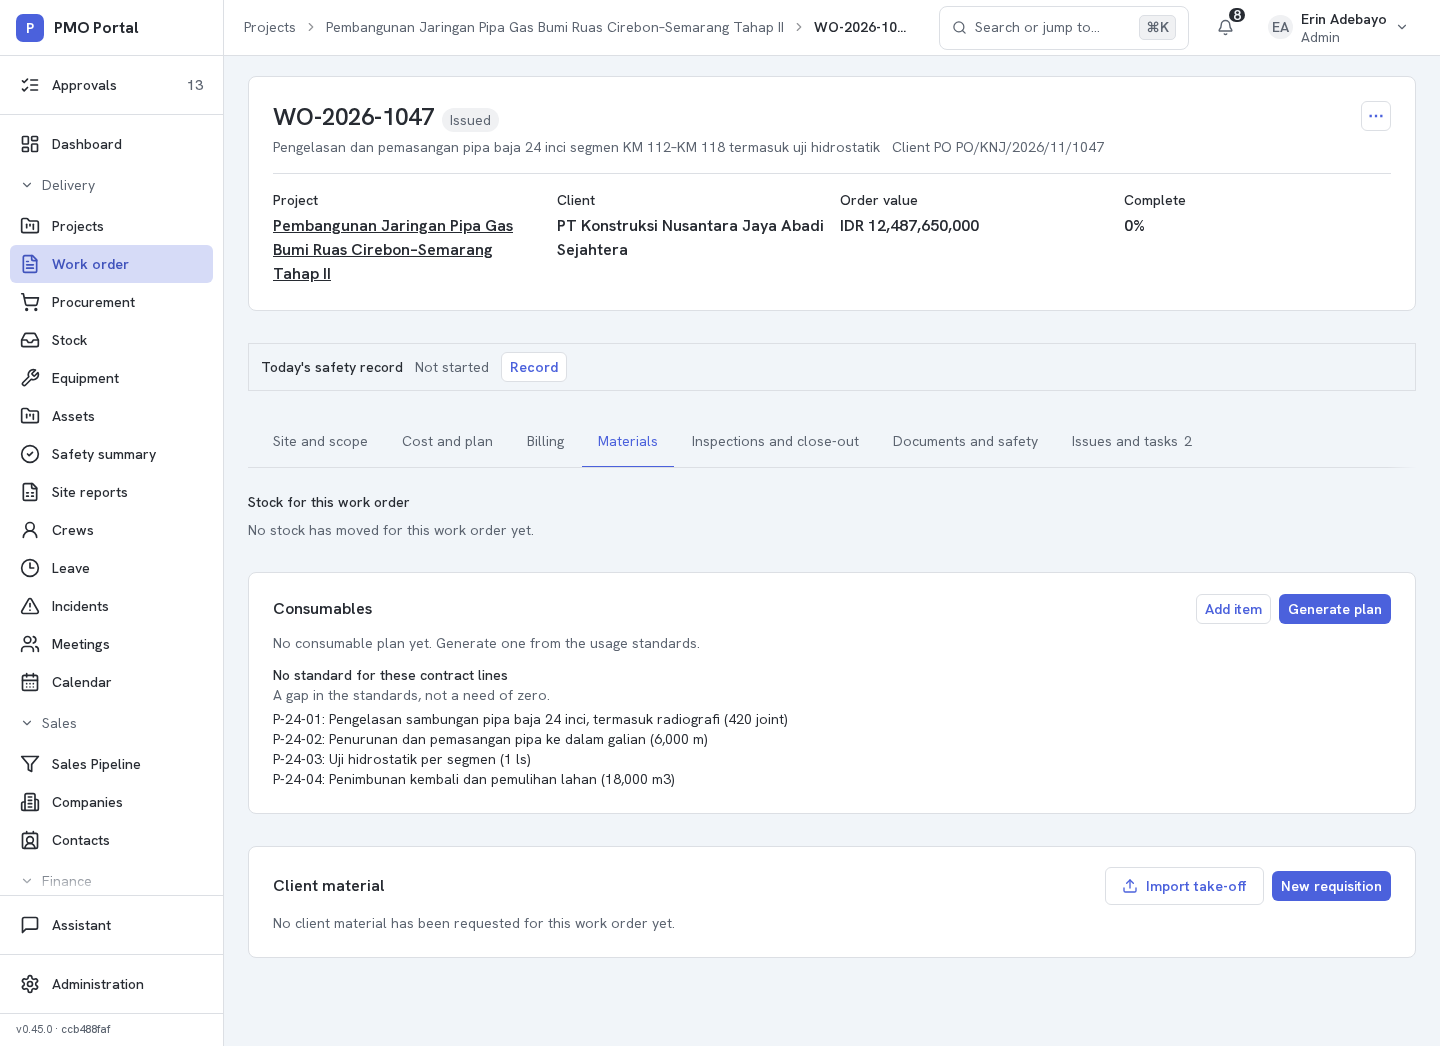 P PMO Portal
Projects > Pembangunan Jaringan Pipa Gas Bumi Ruas Cirebon–Semarang Tahap II > WO-2026-10...
Search or jump to... ⌘K
8
EA Erin Adebayo
Admin
Approvals 13
Dashboard
Delivery
Projects
Work order
Procurement
Stock
Equipment
Assets
Safety summary
Site reports
Crews
Leave
Incidents
Meetings
Calendar
Sales
Sales Pipeline
Companies
Contacts
Finance
Assistant
Administration
v0.45.0 · ccb488faf
WO-2026-1047 Issued
Pengelasan dan pemasangan pipa baja 24 inci segmen KM 112–KM 118 termasuk uji hidrostatik Client PO PO/KNJ/2026/11/1047
Project
Pembangunan Jaringan Pipa Gas
Bumi Ruas Cirebon–Semarang
Tahap II
Client
PT Konstruksi Nusantara Jaya Abadi
Sejahtera
Order value
IDR 12,487,650,000
Complete
0%
Today's safety record Not started Record
Site and scope Cost and plan Billing Materials Inspections and close-out Documents and safety Issues and tasks 2
Stock for this work order
No stock has moved for this work order yet.
Consumables Add item Generate plan
No consumable plan yet. Generate one from the usage standards.
No standard for these contract lines
A gap in the standards, not a need of zero.
P-24-01: Pengelasan sambungan pipa baja 24 inci, termasuk radiografi (420 joint)
P-24-02: Penurunan dan pemasangan pipa ke dalam galian (6,000 m)
P-24-03: Uji hidrostatik per segmen (1 ls)
P-24-04: Penimbunan kembali dan pemulihan lahan (18,000 m3)
Client material Import take-off New requisition
No client material has been requested for this work order yet.